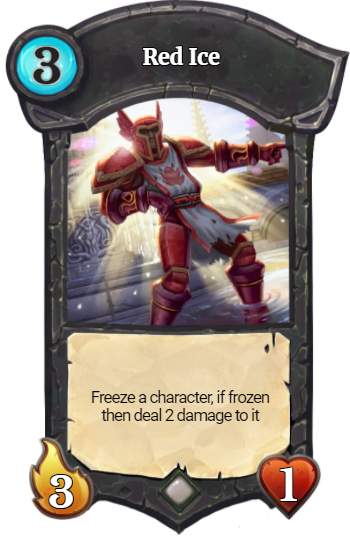 3
Red Ice
Freeze a character, if frozen
then deal 2 damage to it
3
1